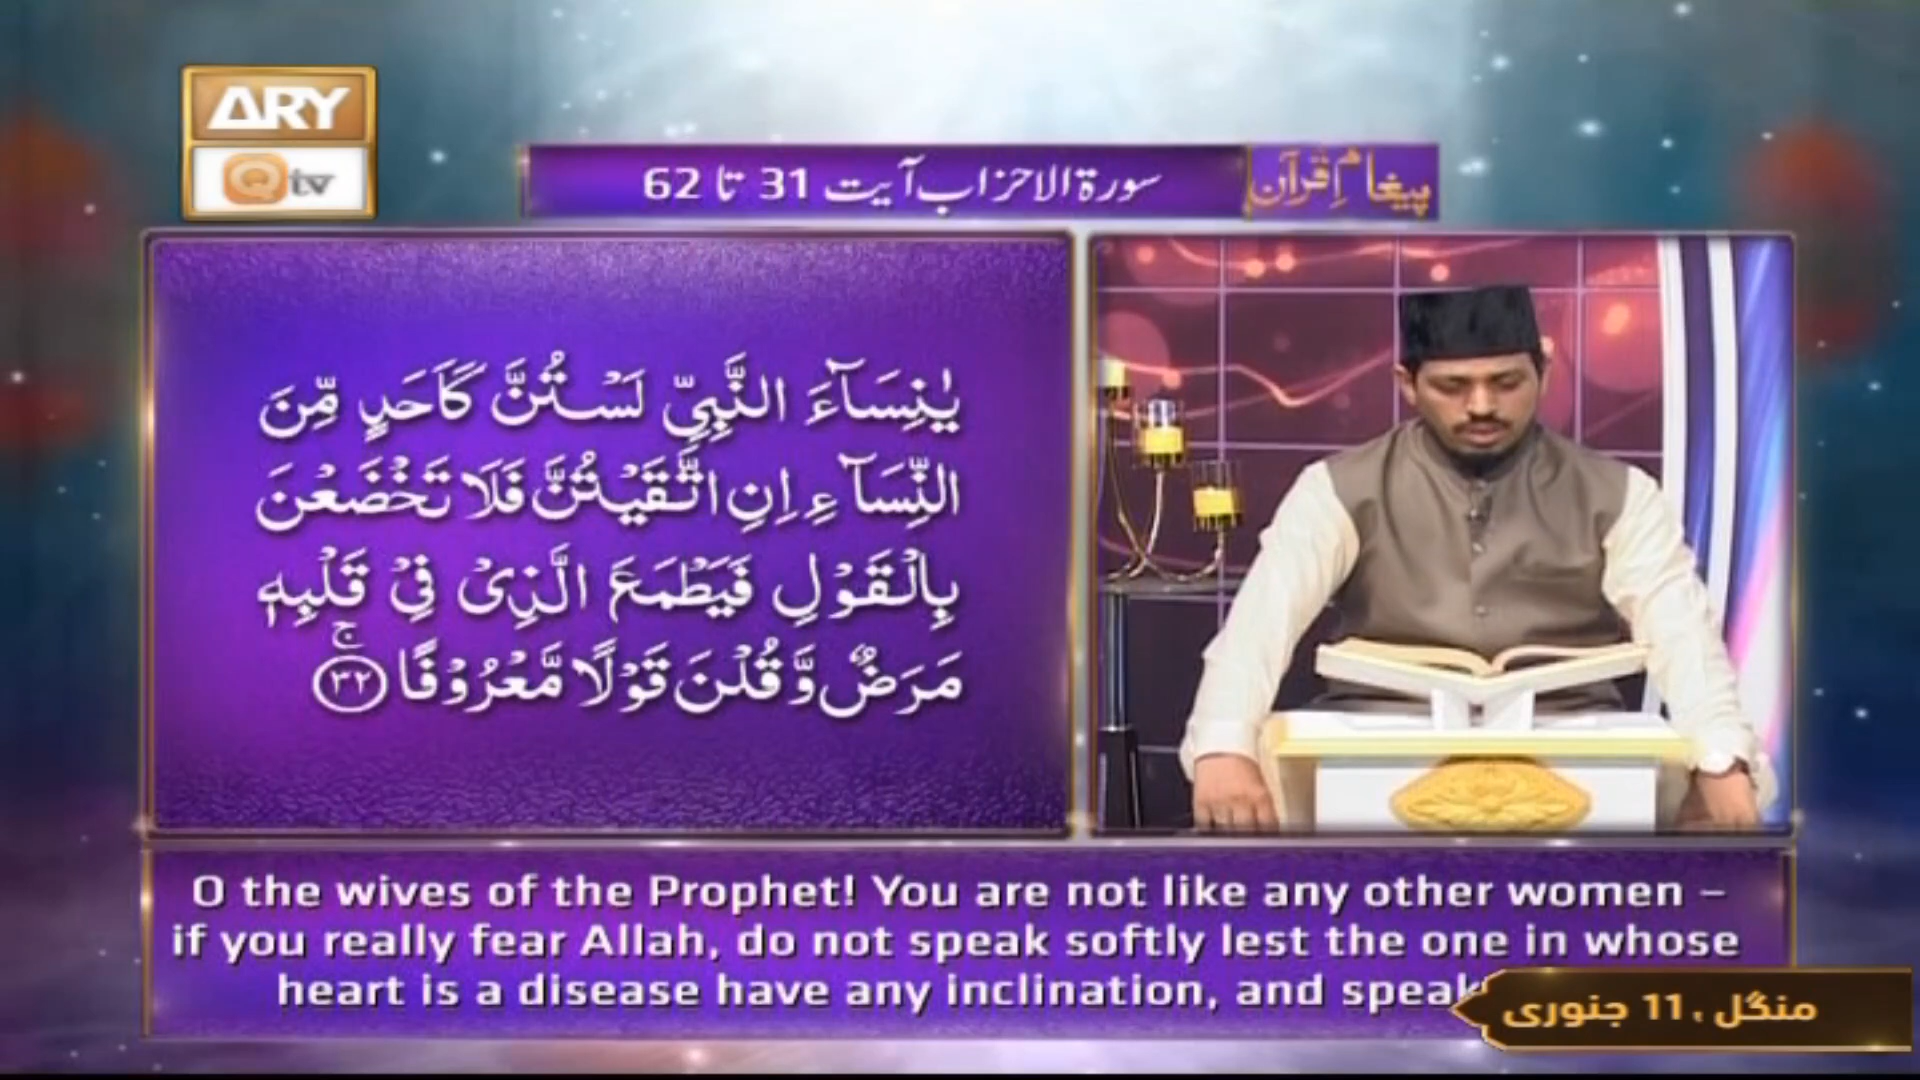 ARY
Qtv
پیغامِ قرآن
سورۃ الاحزاب آیت 31 تا 62
يٰنِسَآءَ النَّبِيِّ لَسْتُنَّ كَاَحَدٍ مِّنَ
النِّسَآءِ اِنِ اتَّقَيْتُنَّ فَلَا تَخْضَعْنَ
بِالْقَوْلِ فَيَطْمَعَ الَّذِيْ فِيْ قَلْبِهٖ
مَرَضٌ وَّقُلْنَ قَوْلًا مَّعْرُوْفًا ۚ ﴿٣٢﴾
O the wives of the Prophet! You are not like any other women –
if you really fear Allah, do not speak softly lest the one in whose
heart is a disease have any inclination, and speak
منگل ، 11 جنوری